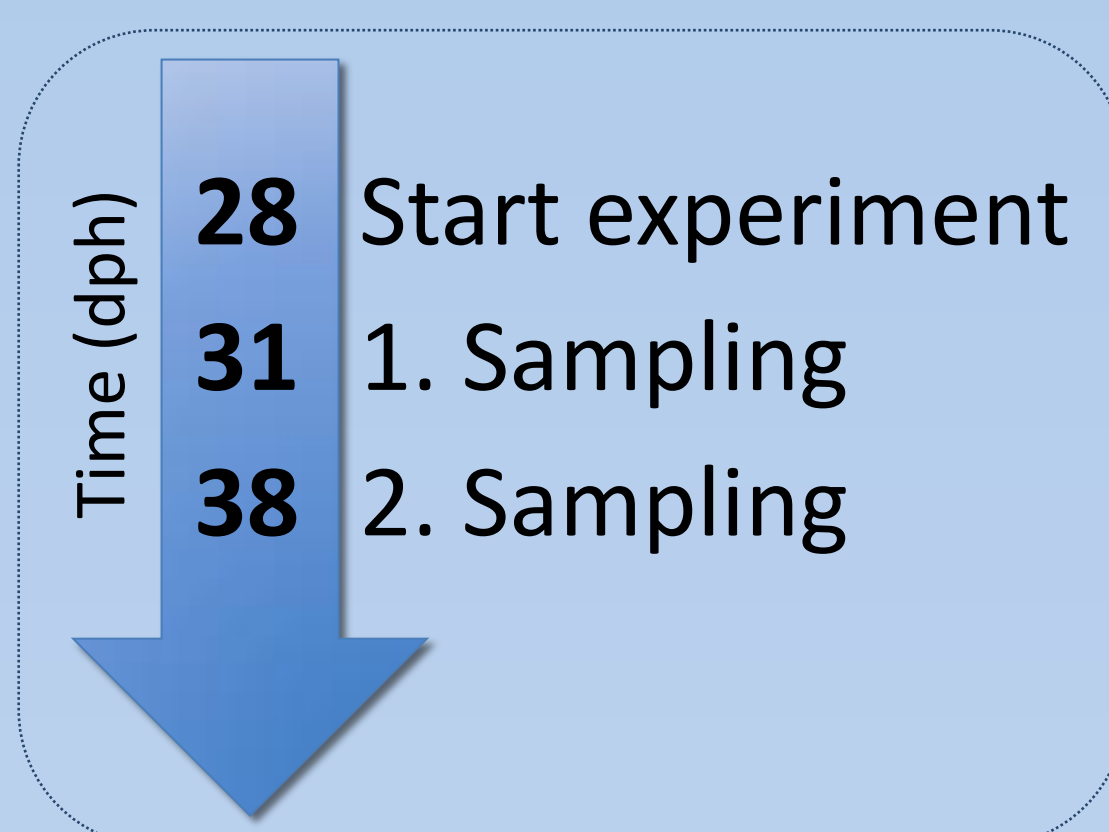 Time (dph)
28 Start experiment
31 1. Sampling
38 2. Sampling